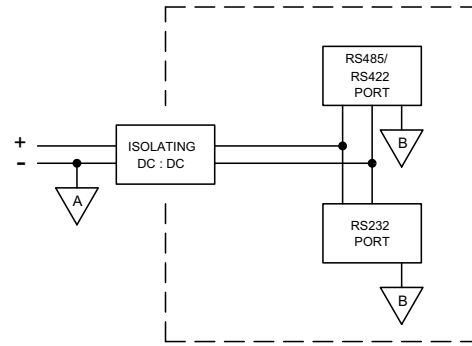 RS485/
RS422
PORT
+
-
ISOLATING
DC : DC
B
A
RS232
PORT
B